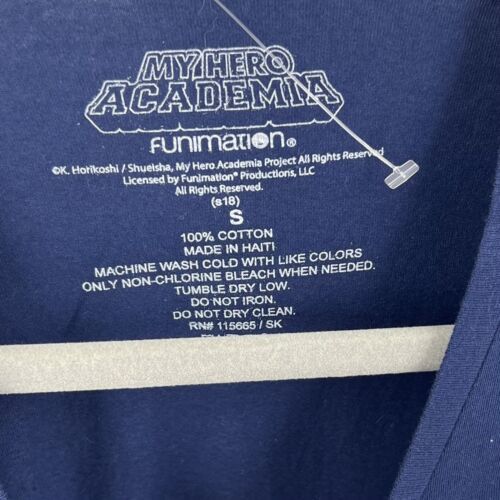 MY HERO
ACADEMIA
FUNIMATION®
©K. Horikoshi / Shueisha, My Hero Academia Project All Rights Reserved
Licensed by Funimation® Productions, LLC
All Rights Reserved.
(s18)
S
100% COTTON
MADE IN HAITI
MACHINE WASH COLD WITH LIKE COLORS
ONLY NON-CHLORINE BLEACH WHEN NEEDED.
TUMBLE DRY LOW.
DO NOT IRON.
DO NOT DRY CLEAN.
RN# 115665 / SK